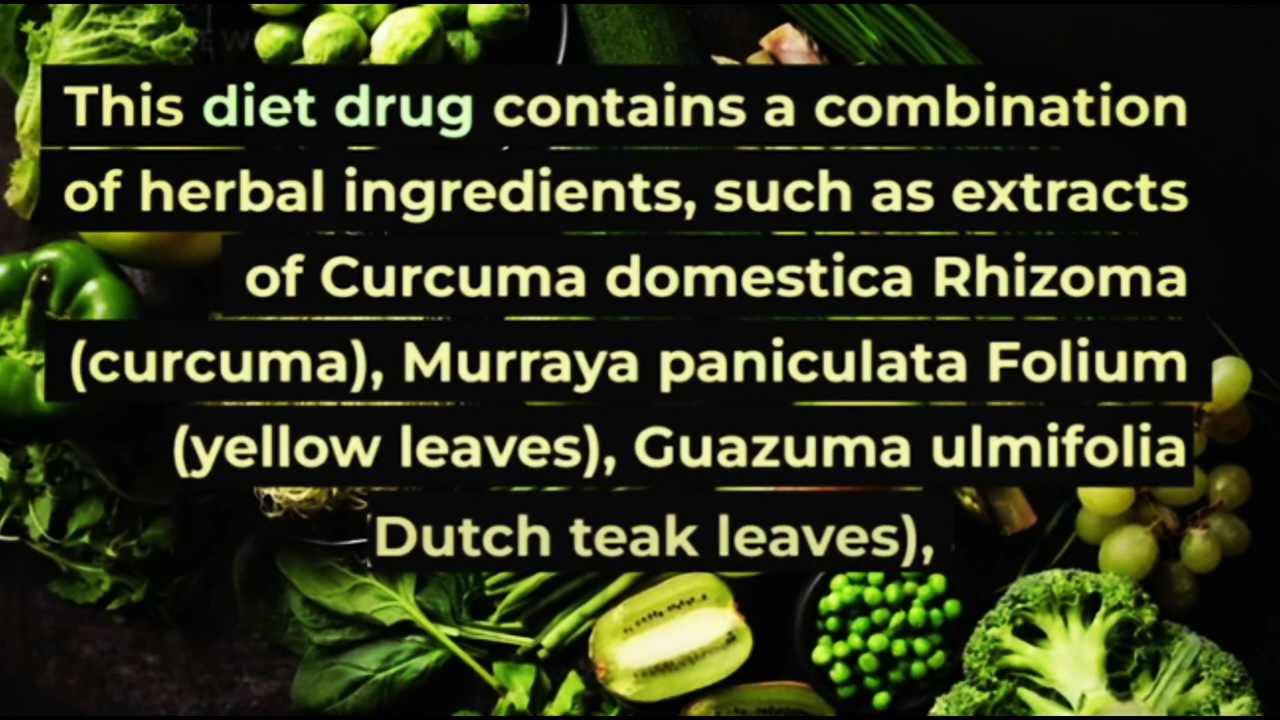 This diet drug contains a combination
of herbal ingredients, such as extracts
of Curcuma domestica Rhizoma
(curcuma), Murraya paniculata Folium
(yellow leaves), Guazuma ulmifolia
Dutch teak leaves),